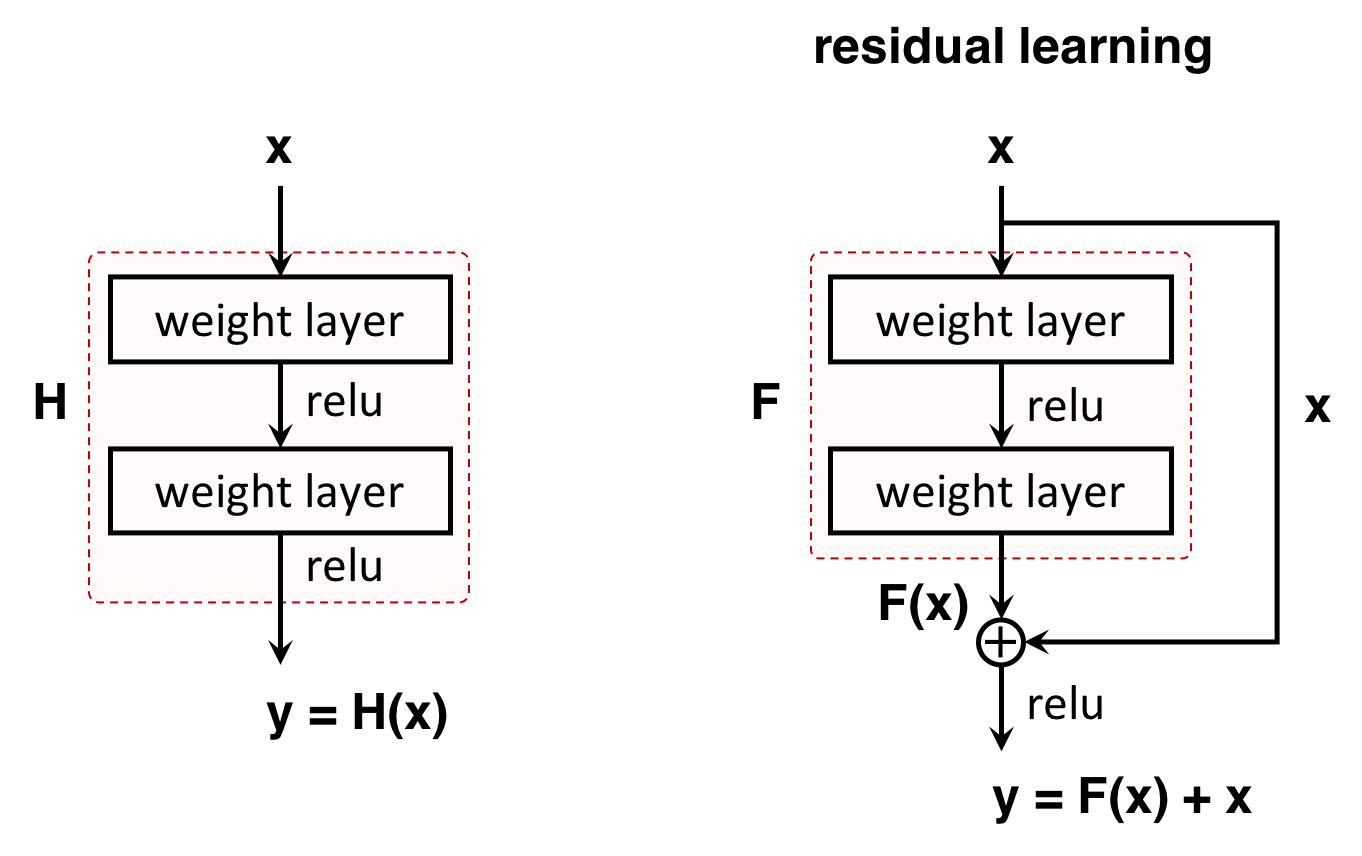 residual learning
x
weight layer
H
relu
weight layer
relu
y = H(x)
x
weight layer
F
relu
x
weight layer
F(x)
relu
y = F(x) + x